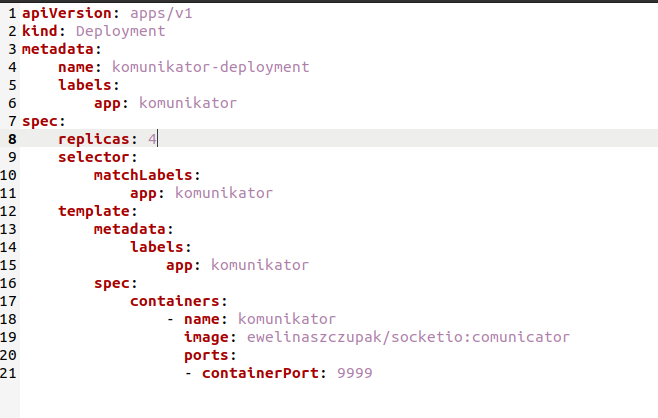 1 apiVersion: apps/v1
2 kind: Deployment
3 metadata:
4     name: komunikator-deployment
5     labels:
6         app: komunikator
7 spec:
8     replicas: 4
9     selector:
10         matchLabels:
11             app: komunikator
12     template:
13         metadata:
14             labels:
15                 app: komunikator
16         spec:
17             containers:
18                 - name: komunikator
19                   image: ewelinaszczupak/socketio:comunicator
20                   ports:
21                   - containerPort: 9999